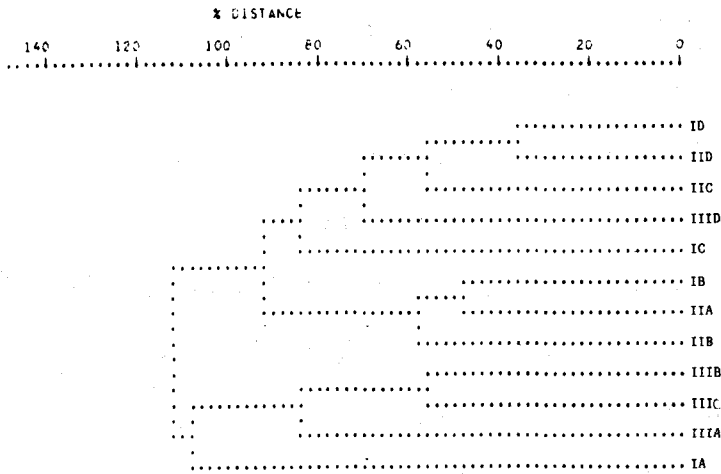 % DISTANCE
140 120 100 80 60 40 20 0
ID
IID
IIC
IIID
IC
IB
IIA
IIB
IIIB
IIIC
IIIA
IA